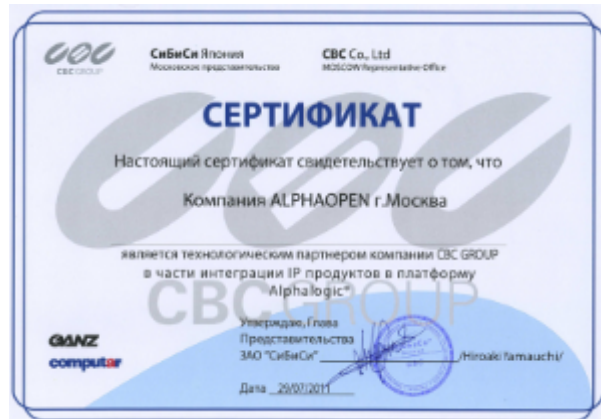 CBC GROUP
СиБиСи Япония
Московское представительство
CBC Co., Ltd
MOSCOW Representative Office
СЕРТИФИКАТ
Настоящий сертификат свидетельствует о том, что
Компания ALPHAOPEN г.Москва
является технологическим партнером компании CBC GROUP
в части интеграции IP продуктов в платформу
Alphalogic®
CBC GROUP
Утверждаю, Глава
Представительства
ЗАО "СиБиСи" /Hiroaki Yamauchi/
GANZ
computar
Дата 29/07/2011